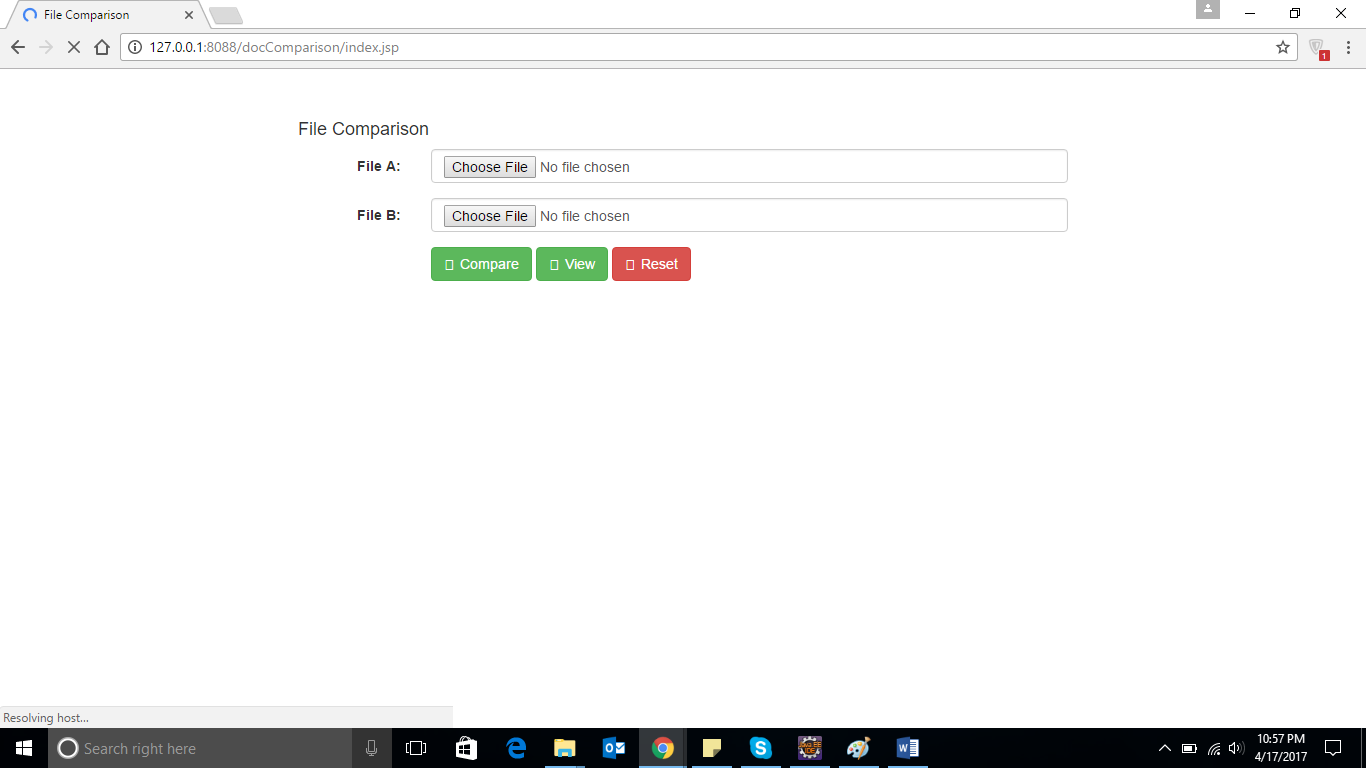 File Comparison
127.0.0.1:8088/docComparison/index.jsp
1
File Comparison
File A:
Choose File No file chosen
File B:
Choose File No file chosen
Compare View Reset
Resolving host...
Search right here
10:57 PM
4/17/2017